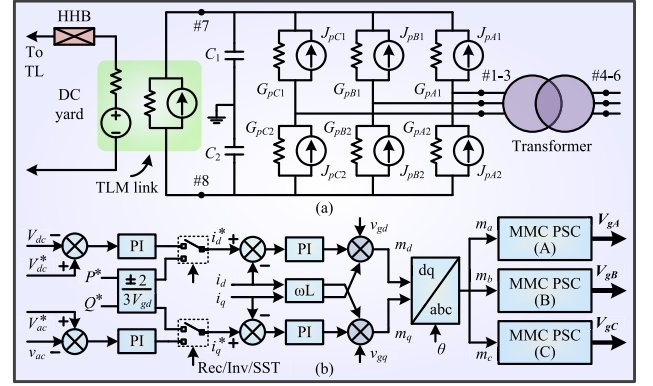 HHB
To
TL
DC
yard
TLM link
#7
#8
C1
C2
JpC1
JpB1
JpA1
GpC1
GpB1
GpA1
#1-3
#4-6
GpC2
GpB2
GpA2
JpC2
JpB2
JpA2
Transformer
(a)
Vdc
V*dc
P*
Q*
V*ac
vac
PI
±2
3Vgd
PI
i*d
i*q
id
iq
Rec/Inv/SST
PI
ωL
PI
vgd
vgq
md
mq
dq
abc
θ
ma
mb
mc
MMC PSC
(A)
MMC PSC
(B)
MMC PSC
(C)
VgA
VgB
VgC
(b)